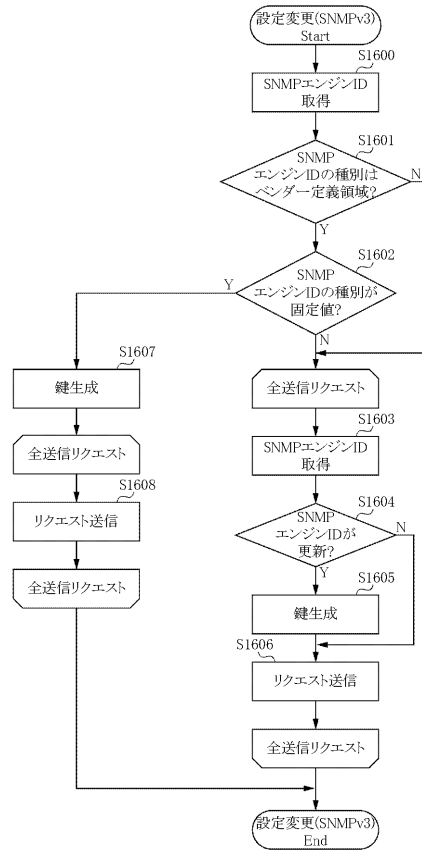 設定変更(SNMPv3)
Start
S1600
SNMPエンジンID
取得
S1601
SNMP
エンジンIDの種別は
ベンダー定義領域?
N
Y
S1602
SNMP
エンジンIDの種別が
固定値?
Y
N
S1607
鍵生成
全送信リクエスト
S1608
リクエスト送信
全送信リクエスト
全送信リクエスト
S1603
SNMPエンジンID
取得
S1604
SNMP
エンジンIDが
更新?
N
Y
S1605
鍵生成
S1606
リクエスト送信
全送信リクエスト
設定変更(SNMPv3)
End